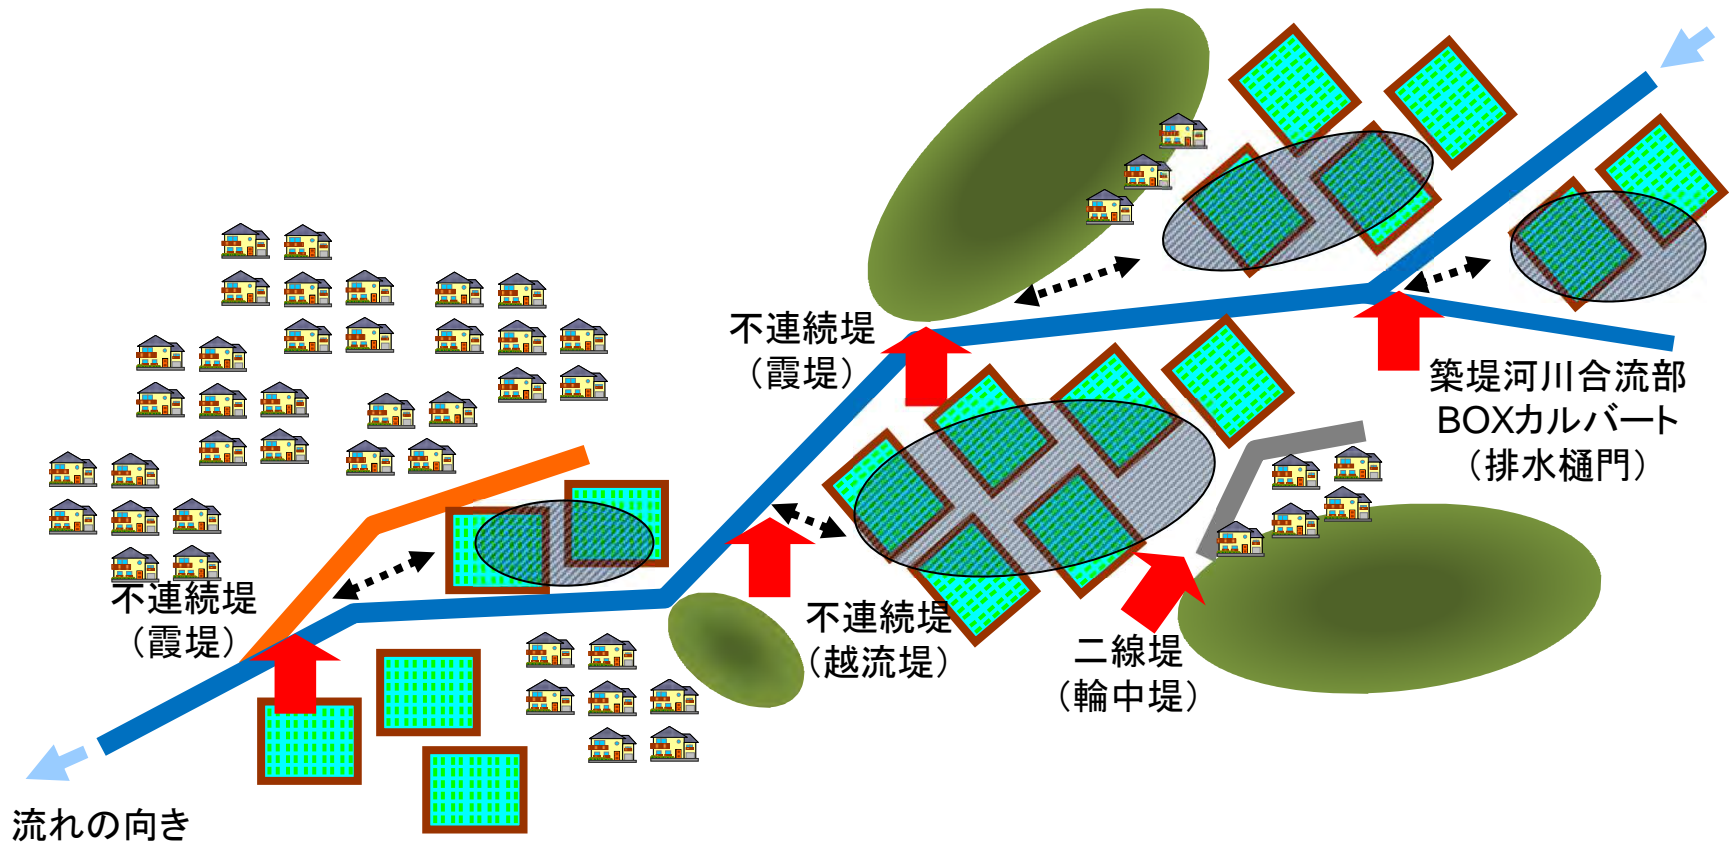 不連続堤
（霞堤）
築堤河川合流部
BOXカルバート
（排水樋門）
不連続堤
（霞堤）
不連続堤
（越流堤）
二線堤
（輪中堤）
流れの向き